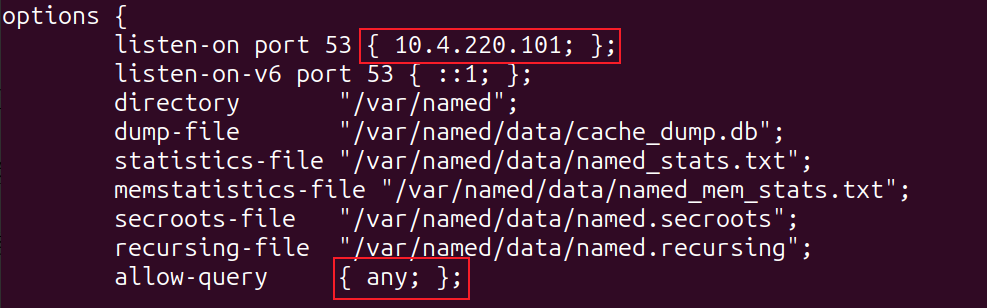 options {
        listen-on port 53 { 10.4.220.101; };
        listen-on-v6 port 53 { ::1; };
        directory       "/var/named";
        dump-file       "/var/named/data/cache_dump.db";
        statistics-file "/var/named/data/named_stats.txt";
        memstatistics-file "/var/named/data/named_mem_stats.txt";
        secroots-file   "/var/named/data/named.secroots";
        recursing-file  "/var/named/data/named.recursing";
        allow-query     { any; };